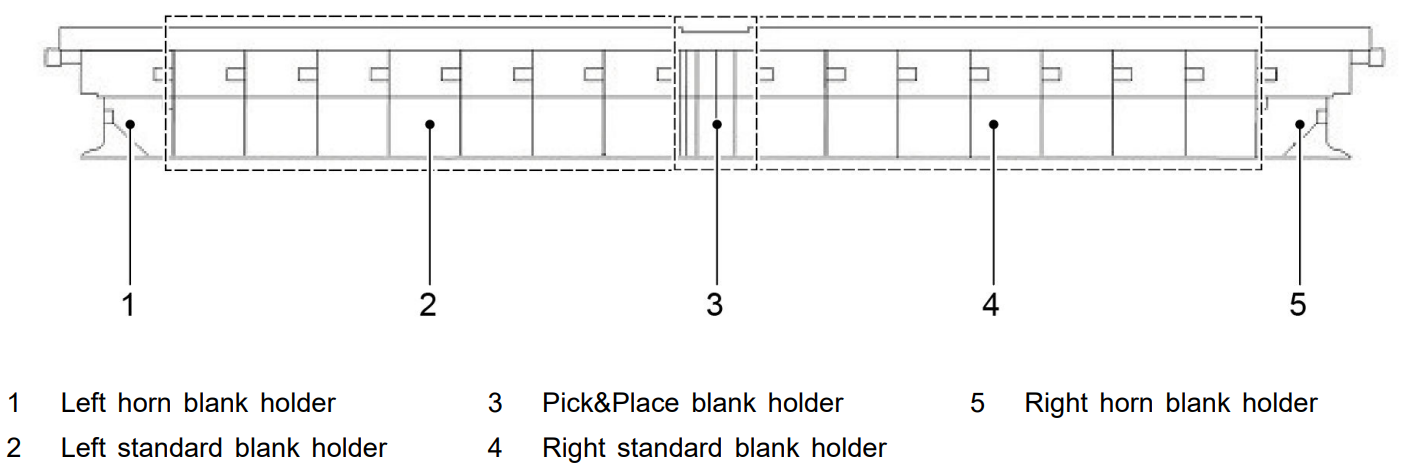 1 2 3 4 5
1 Left horn blank holder 3 Pick&Place blank holder 5 Right horn blank holder
2 Left standard blank holder 4 Right standard blank holder